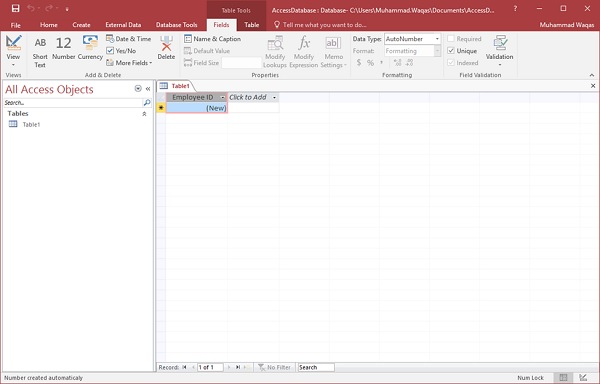 Table Tools
AccessDatabase : Database- C:\Users\Muhammad.Waqas\Documents\AccessD...
?
File Home Create External Data Database Tools Fields Table Tell me what you want to do... Muhammad Waqas
View
Views
AB Short Text
12 Number
Currency
Date & Time
Yes/No
More Fields
Delete
Add & Delete
Name & Caption
Default Value
Field Size
Modify Lookups
fx Modify Expression
Memo Settings
Properties
Data Type: AutoNumber
Format: Formatting
$ % ,
Formatting
Required
Unique
Indexed
Validation
Field Validation
All Access Objects
Search...
Tables
Table1
Table1
Employee ID Click to Add
(New)
Record: 1 of 1 No Filter Search
Number created automaticaly Num Lock